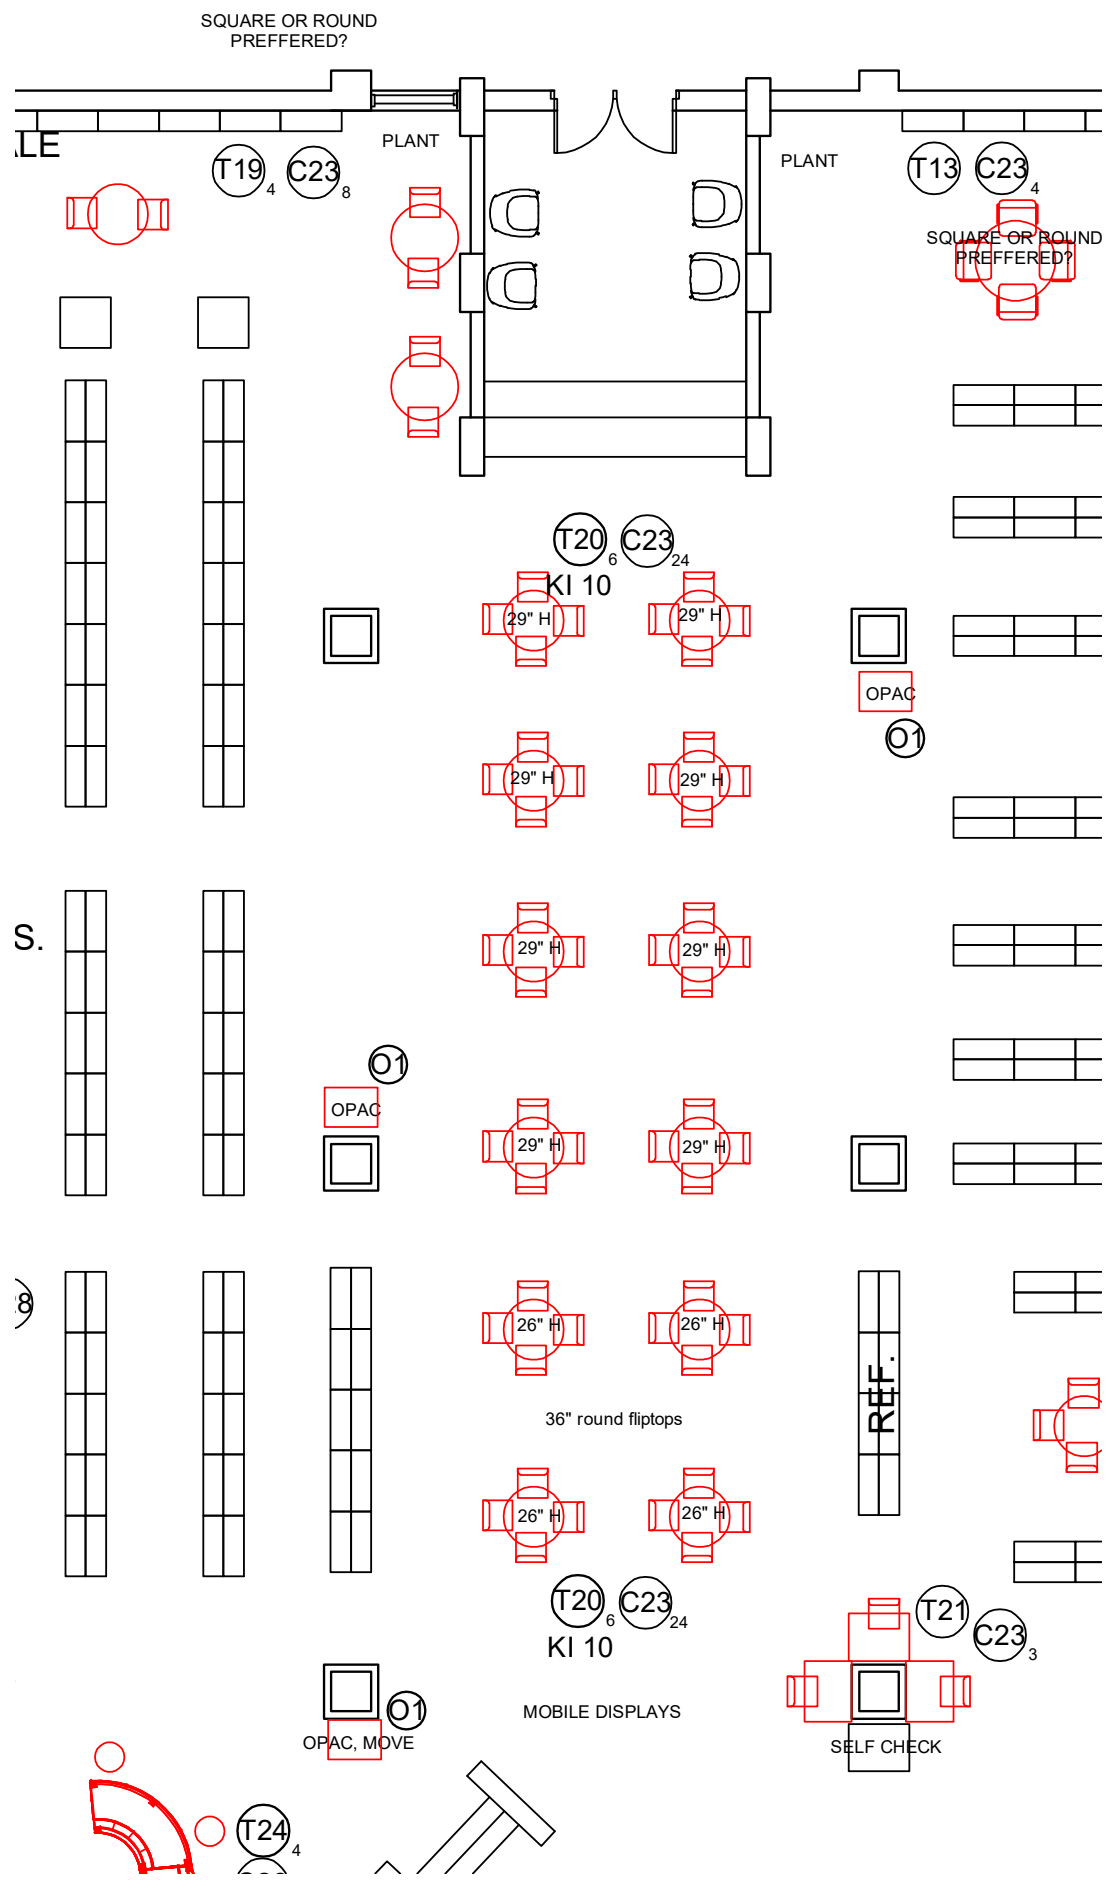 SQUARE OR ROUND
PREFFERED?
PLANT
PLANT
T19 4
C23 8
T13
C23 4
SQUARE OR ROUND
PREFFERED?
T20 6
C23 24
KI 10
29" H
29" H
OPAC
O1
29" H
29" H
S.
29" H
29" H
O1
OPAC
29" H
29" H
26" H
26" H
REF.
36" round fliptops
26" H
26" H
T20 6
C23 24
KI 10
T21
C23 3
MOBILE DISPLAYS
O1
OPAC, MOVE
SELF CHECK
T24 4